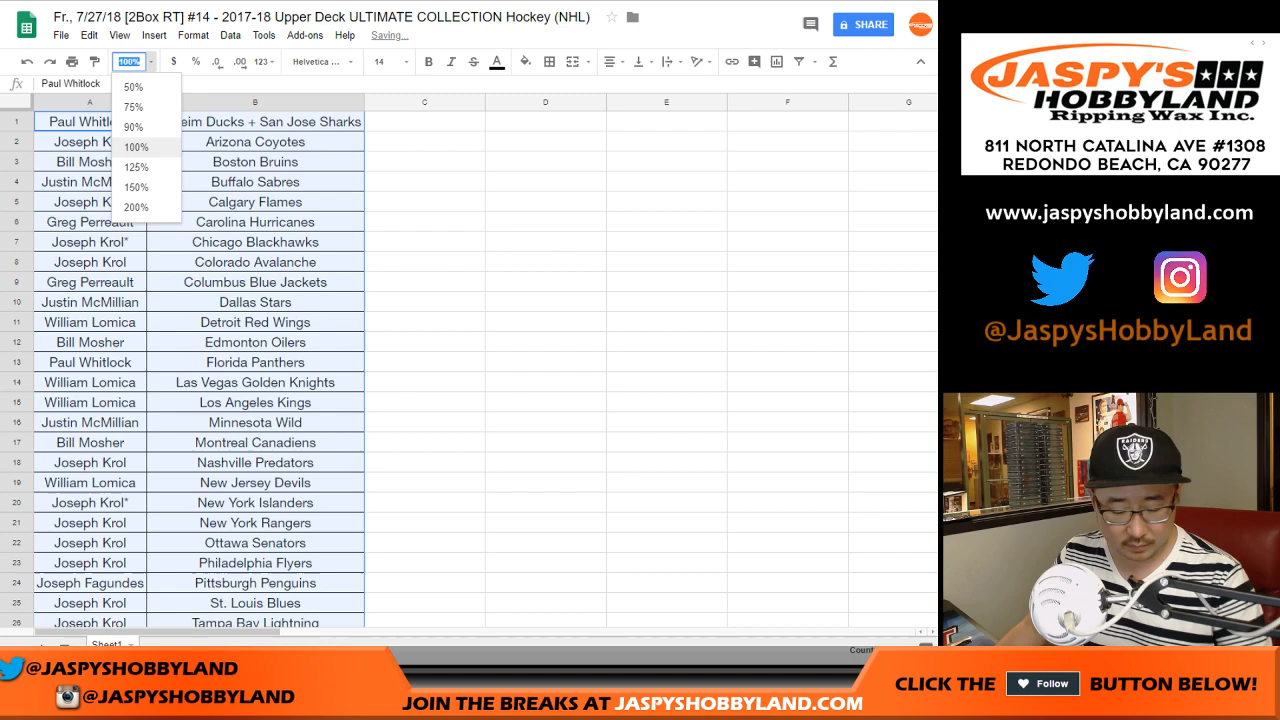 Fr., 7/27/18 [2Box RT] #14 - 2017-18 Upper Deck ULTIMATE COLLECTION Hockey (NHL)
SHARE
File Edit View Insert Format Data Tools Add-ons Help Saving...
100% $ % .0 .00 123 Helvetica ... 14 B I S A
fx Paul Whitlock
50%
75%
90%
100%
125%
150%
200%
A B C D E F G
1 Paul Whitlo eim Ducks + San Jose Sharks
2 Joseph K Arizona Coyotes
3 Bill Mosh Boston Bruins
4 Justin McM Buffalo Sabres
5 Joseph K Calgary Flames
6 Greg Perreault Carolina Hurricanes
7 Joseph Krol* Chicago Blackhawks
8 Joseph Krol Colorado Avalanche
9 Greg Perreault Columbus Blue Jackets
10 Justin McMillian Dallas Stars
11 William Lomica Detroit Red Wings
12 Bill Mosher Edmonton Oilers
13 Paul Whitlock Florida Panthers
14 William Lomica Las Vegas Golden Knights
15 William Lomica Los Angeles Kings
16 Justin McMillian Minnesota Wild
17 Bill Mosher Montreal Canadiens
18 Joseph Krol Nashville Predators
19 William Lomica New Jersey Devils
20 Joseph Krol* New York Islanders
21 Joseph Krol New York Rangers
22 Joseph Krol Ottawa Senators
23 Joseph Krol Philadelphia Flyers
24 Joseph Fagundes Pittsburgh Penguins
25 Joseph Krol St. Louis Blues
26 Joseph Krol Tampa Bay Lightning
Sheet1
Count
JASPY'S
HOBBYLAND
Ripping Wax Inc.
811 NORTH CATALINA AVE #1308
REDONDO BEACH, CA 90277
www.jaspyshobbyland.com
@JaspysHobbyLand
RAIDERS
@JASPYSHOBBYLAND
@JASPYSHOBBYLAND
JOIN THE BREAKS AT JASPYSHOBBYLAND.COM
CLICK THE Follow BUTTON BELOW!